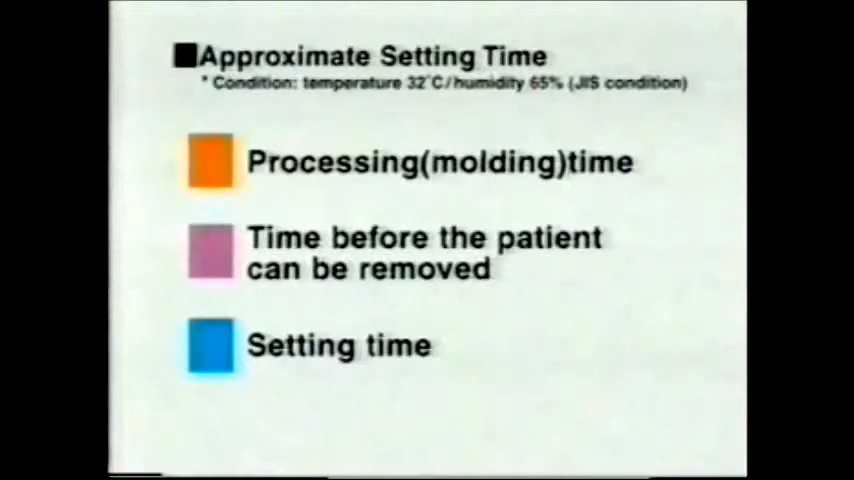 ■Approximate Setting Time
* Condition: temperature 32°C/humidity 65% (JIS condition)
Processing(molding)time
Time before the patient
can be removed
Setting time